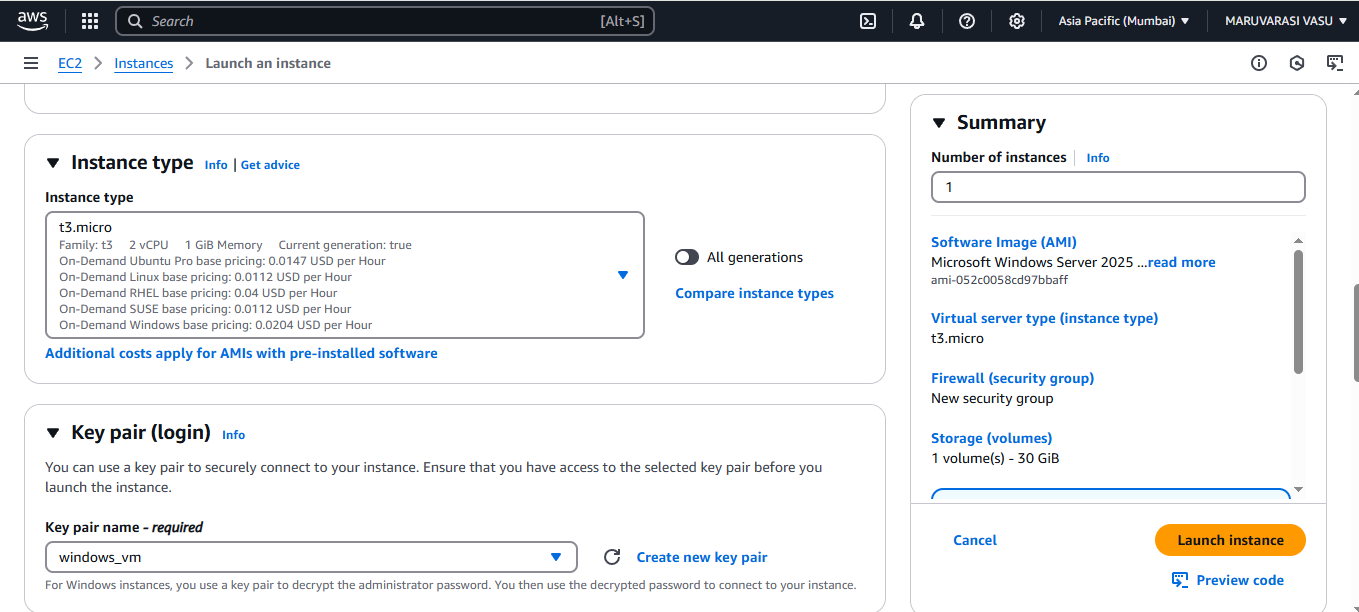 aws
Search [Alt+S]
Asia Pacific (Mumbai) MARUVARASI VASU
EC2 Instances Launch an instance
Instance type Info | Get advice
Instance type
t3.micro
Family: t3 2 vCPU 1 GiB Memory Current generation: true
On-Demand Ubuntu Pro base pricing: 0.0147 USD per Hour
On-Demand Linux base pricing: 0.0112 USD per Hour
On-Demand RHEL base pricing: 0.04 USD per Hour
On-Demand SUSE base pricing: 0.0112 USD per Hour
On-Demand Windows base pricing: 0.0204 USD per Hour
All generations
Compare instance types
Additional costs apply for AMIs with pre-installed software
Key pair (login) Info
You can use a key pair to securely connect to your instance. Ensure that you have access to the selected key pair before you
launch the instance.
Key pair name - required
windows_vm
Create new key pair
For Windows instances, you use a key pair to decrypt the administrator password. You then use the decrypted password to connect to your instance.
Summary
Number of instances Info
1
Software Image (AMI)
Microsoft Windows Server 2025 ...read more
ami-052c0058cd97bbaff
Virtual server type (instance type)
t3.micro
Firewall (security group)
New security group
Storage (volumes)
1 volume(s) - 30 GiB
Cancel
Launch instance
Preview code